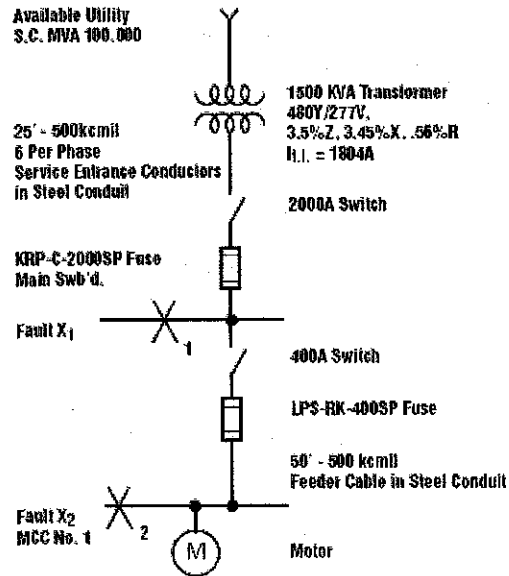 Available Utility
S.C. MVA 100,000
1500 KVA Transformer
480Y/277V,
3.5%Z, 3.45%X, .56%R
25' - 500kcmil
6 Per Phase
Service Entrance Conductors
in Steel Conduit
2000A Switch
KRP-C-2000SP Fuse
Main Swb'd.
Fault X1
1
400A Switch
LPS-RK-400SP Fuse
50' - 500 kcmil
Feeder Cable in Steel Conduit
Fault X2
MCC No. 1
2
M
Motor